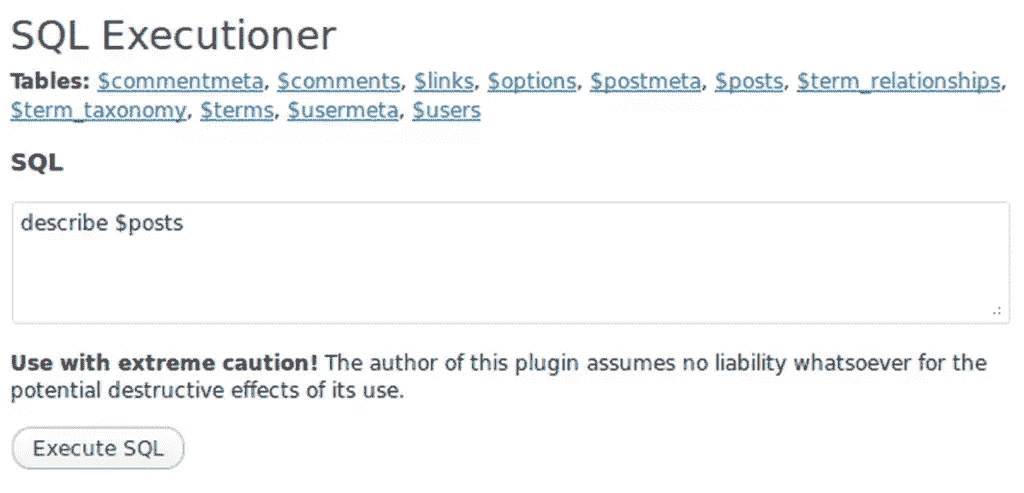 SQL Executioner
Tables: $commentmeta, $comments, $links, $options, $postmeta, $posts, $term_relationships,
$term_taxonomy, $terms, $usermeta, $users
SQL
describe $posts
Use with extreme caution! The author of this plugin assumes no liability whatsoever for the
potential destructive effects of its use.
Execute SQL